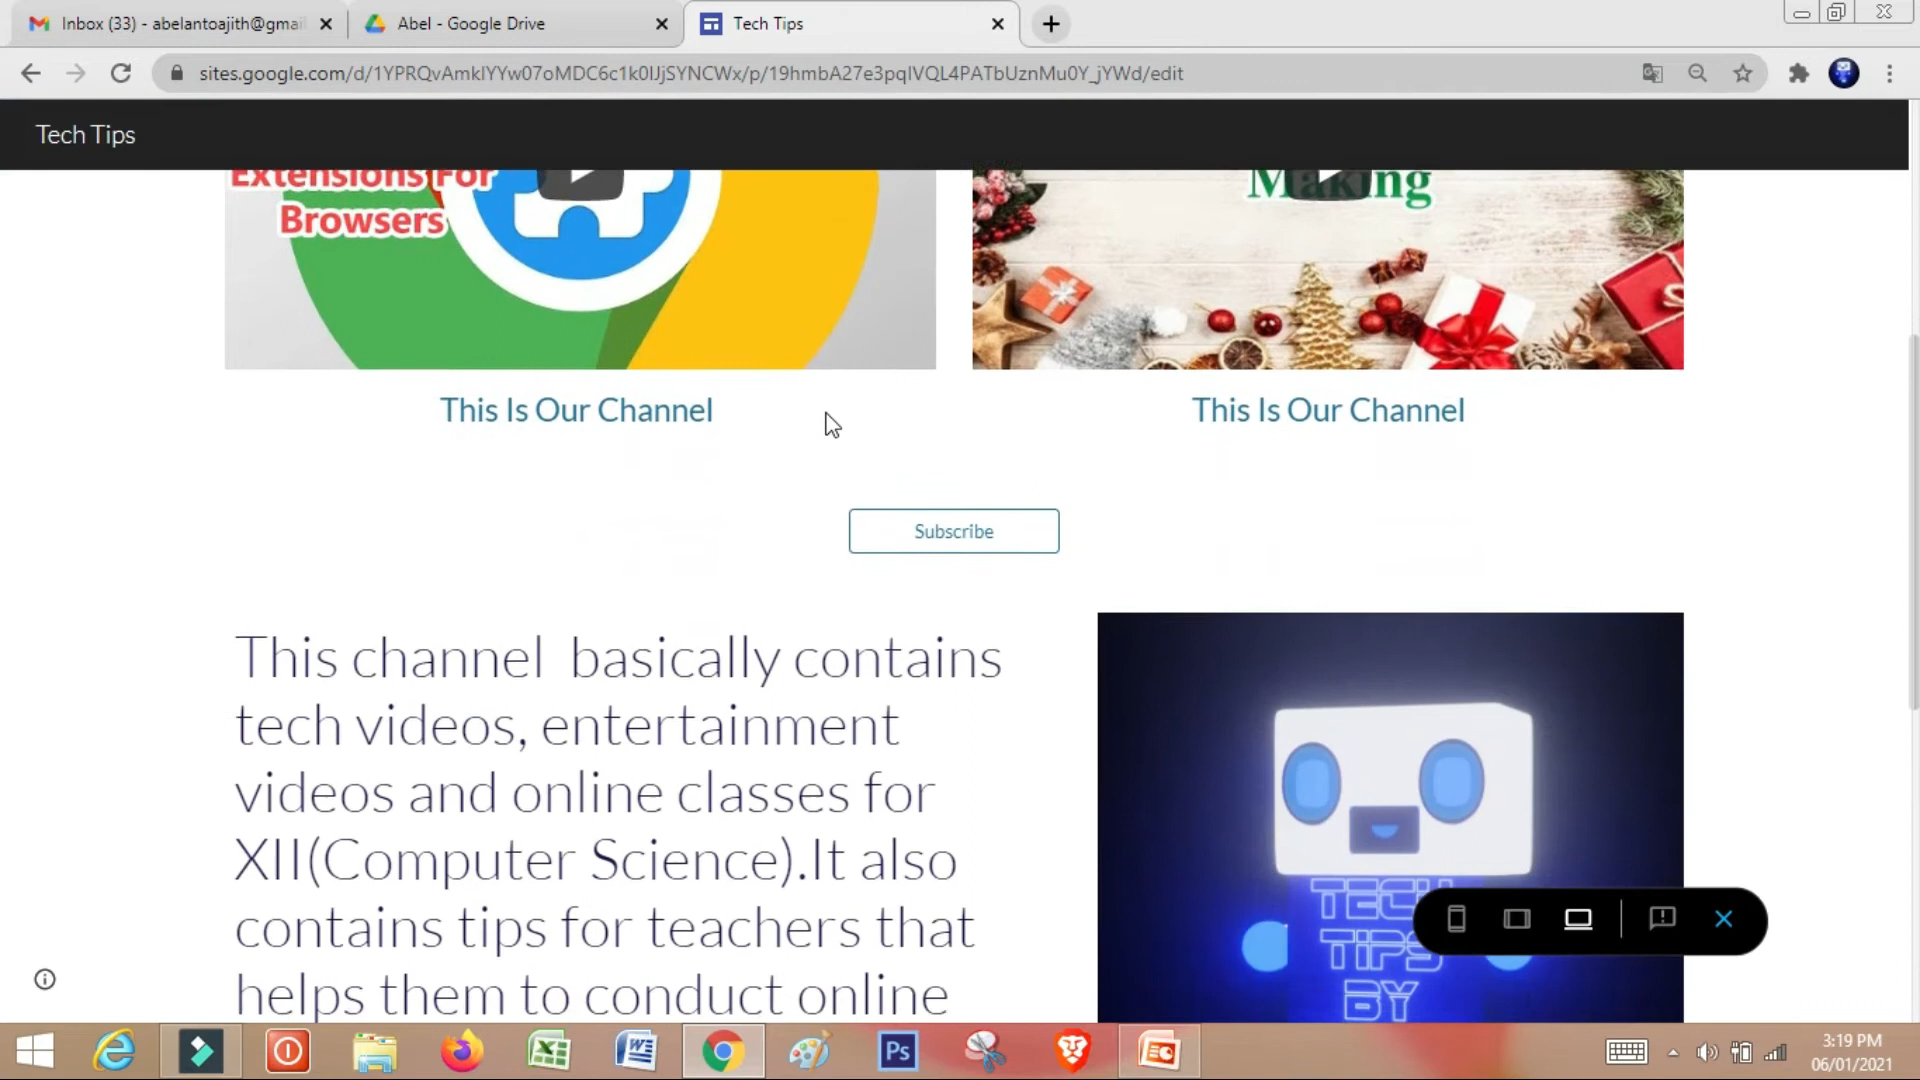 Inbox (33) - abelantoajith@gmai
Abel - Google Drive
Tech Tips
sites.google.com/d/1YPRQvAmklYYw07oMDC6c1k0IJjSYNCWx/p/19hmbA27e3pqIVQL4PATbUznMu0Y_jYWd/edit
Tech Tips
Extensions For
Browsers
Making
This Is Our Channel
This Is Our Channel
Subscribe
This channel basically contains
tech videos, entertainment
videos and online classes for
XII(Computer Science).It also
contains tips for teachers that
helps them to conduct online
TECH
TIPS
BY
Ps
3:19 PM
06/01/2021